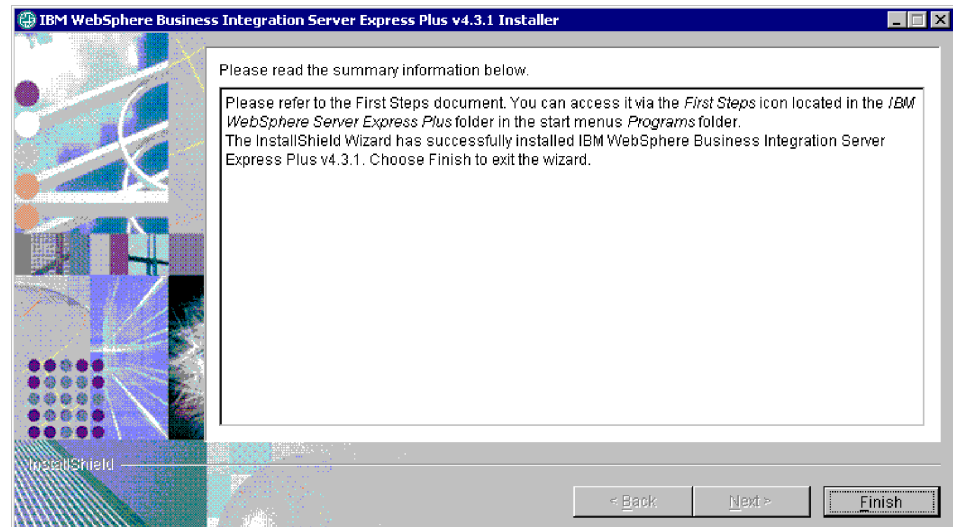 IBM WebSphere Business Integration Server Express Plus v4.3.1 Installer
Please read the summary information below.
Please refer to the First Steps document. You can access it via the First Steps icon located in the IBM
WebSphere Server Express Plus folder in the start menus Programs folder.
The InstallShield Wizard has successfully installed IBM WebSphere Business Integration Server
Express Plus v4.3.1. Choose Finish to exit the wizard.
InstallShield
< Back
Next >
Finish